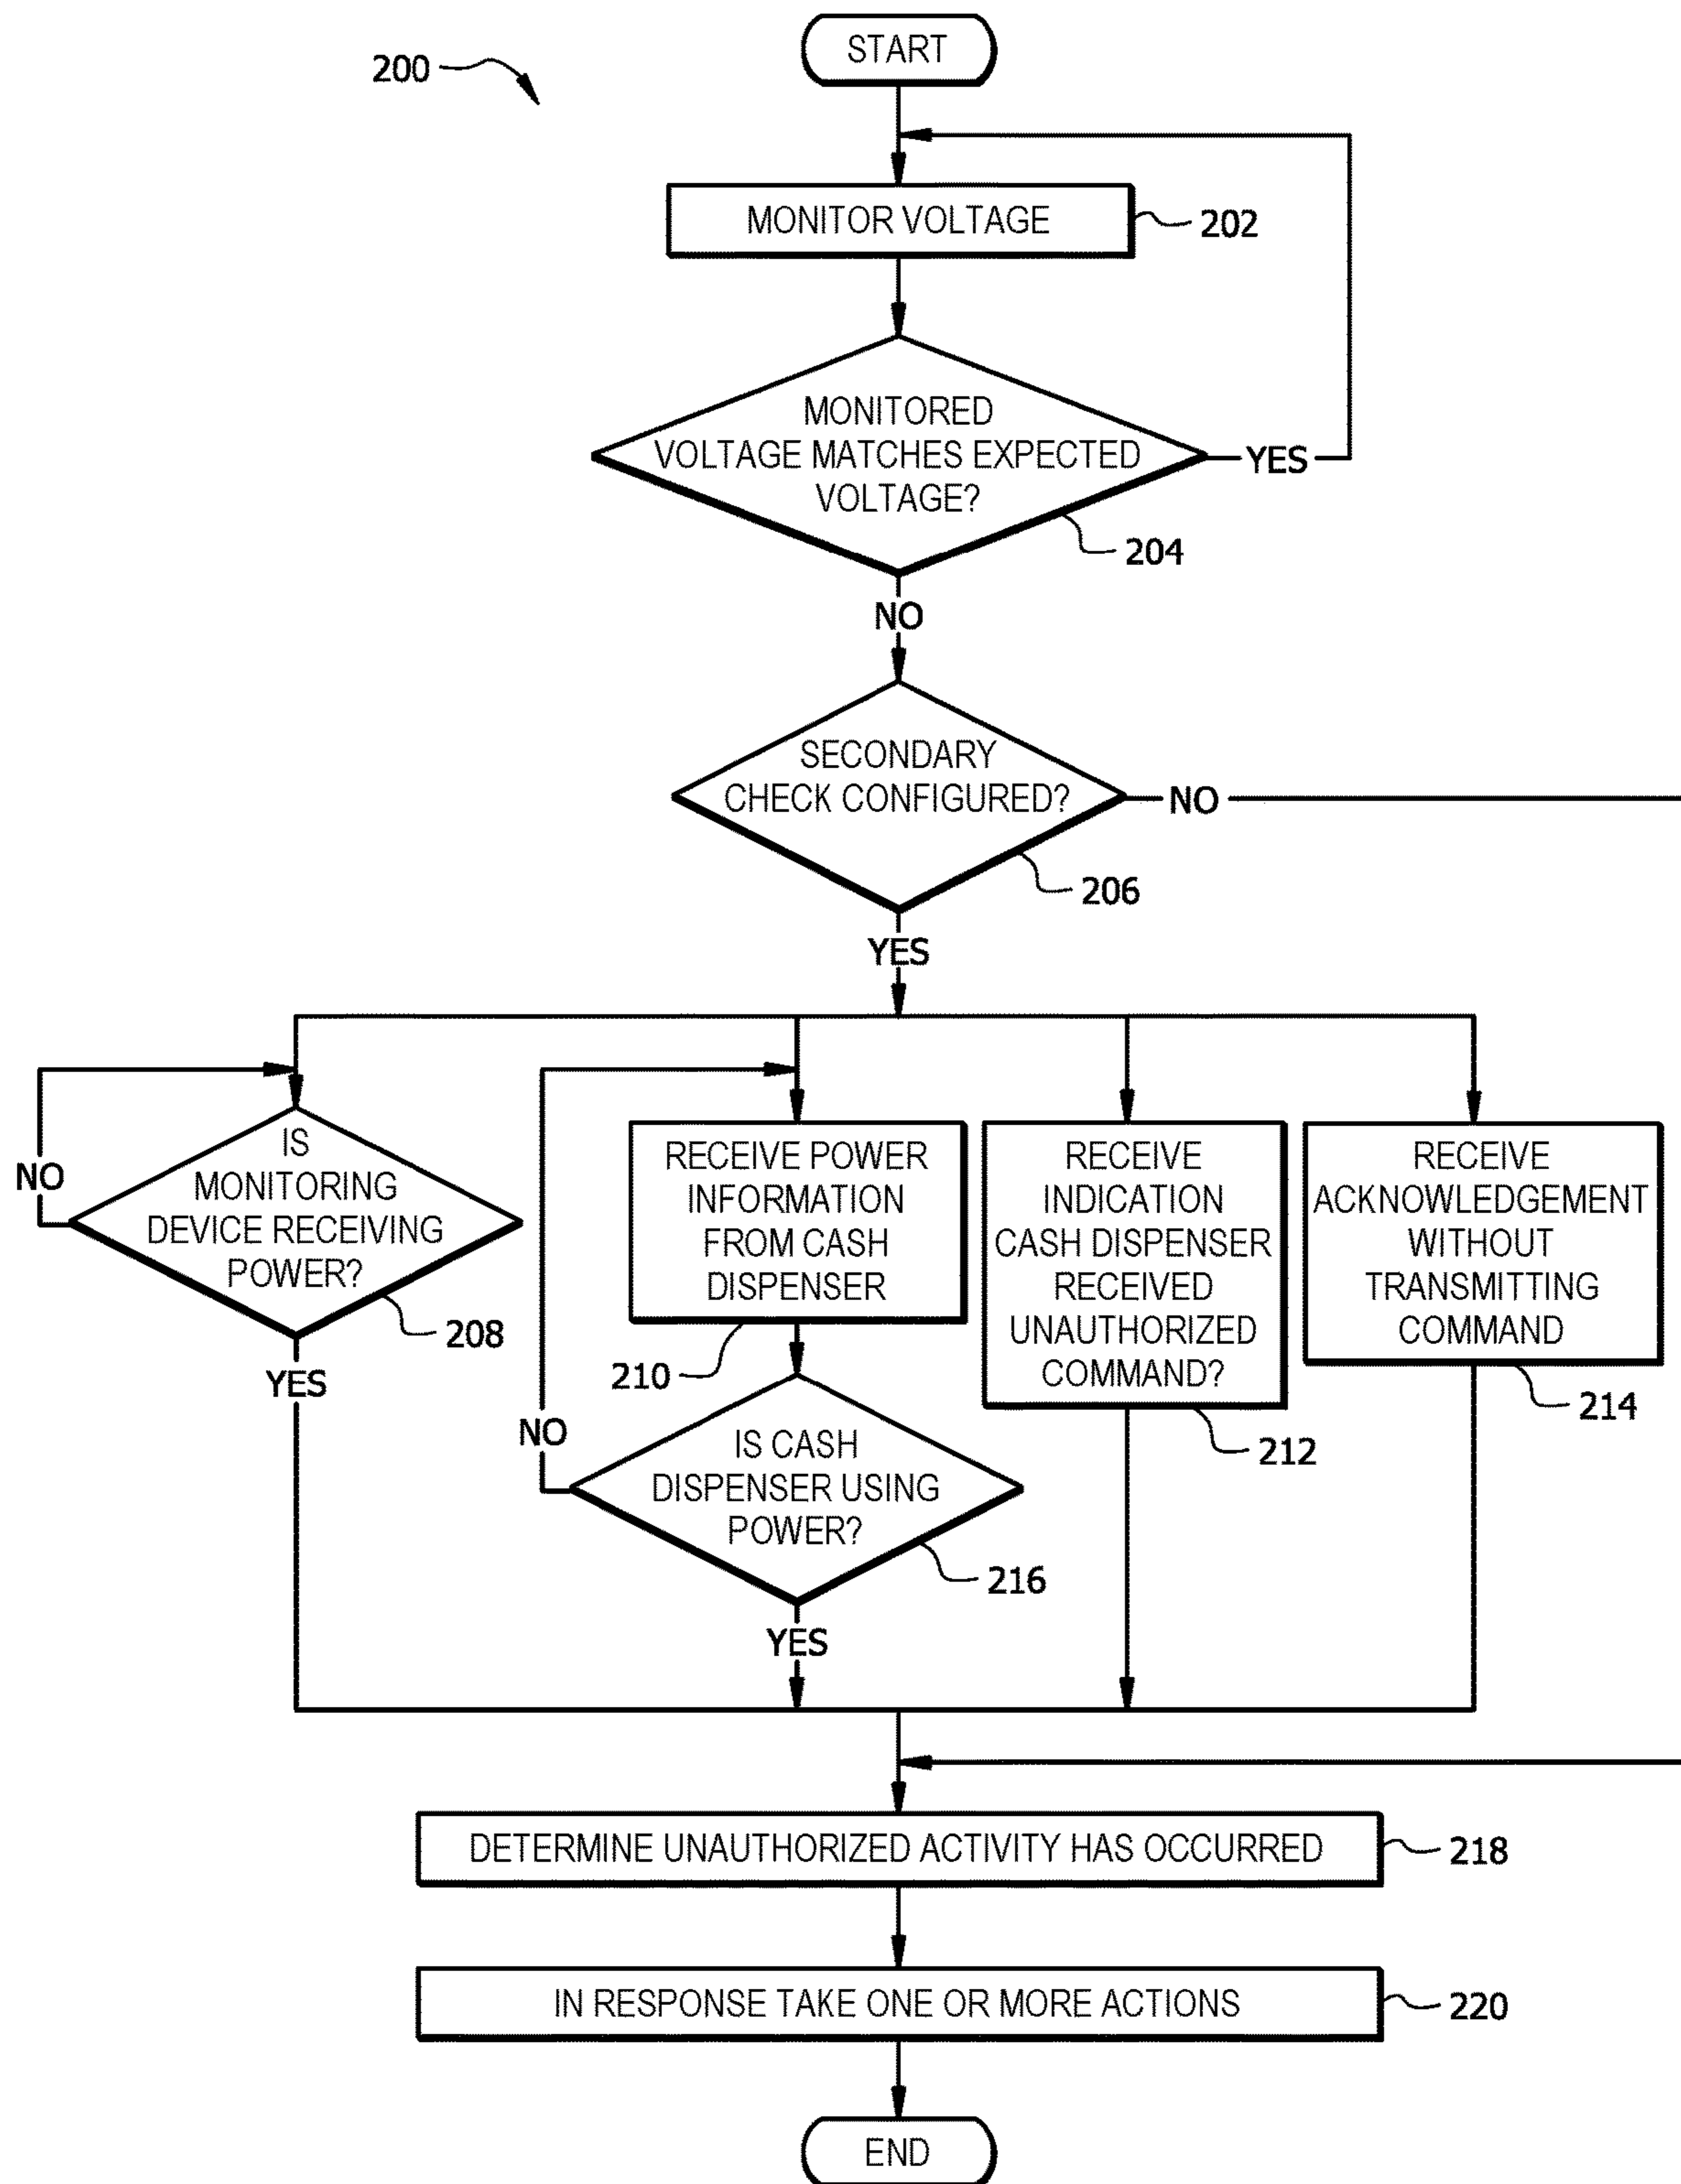 START
200
MONITOR VOLTAGE
202
MONITORED
VOLTAGE MATCHES EXPECTED
VOLTAGE?
YES
204
NO
SECONDARY
CHECK CONFIGURED?
NO
206
YES
IS
MONITORING
DEVICE RECEIVING
POWER?
NO
208
YES
RECEIVE POWER
INFORMATION
FROM CASH
DISPENSER
210
NO
IS CASH
DISPENSER USING
POWER?
216
YES
RECEIVE
INDICATION
CASH DISPENSER
RECEIVED
UNAUTHORIZED
COMMAND?
212
RECEIVE
ACKNOWLEDGEMENT
WITHOUT
TRANSMITTING
COMMAND
214
DETERMINE UNAUTHORIZED ACTIVITY HAS OCCURRED
218
IN RESPONSE TAKE ONE OR MORE ACTIONS
220
END